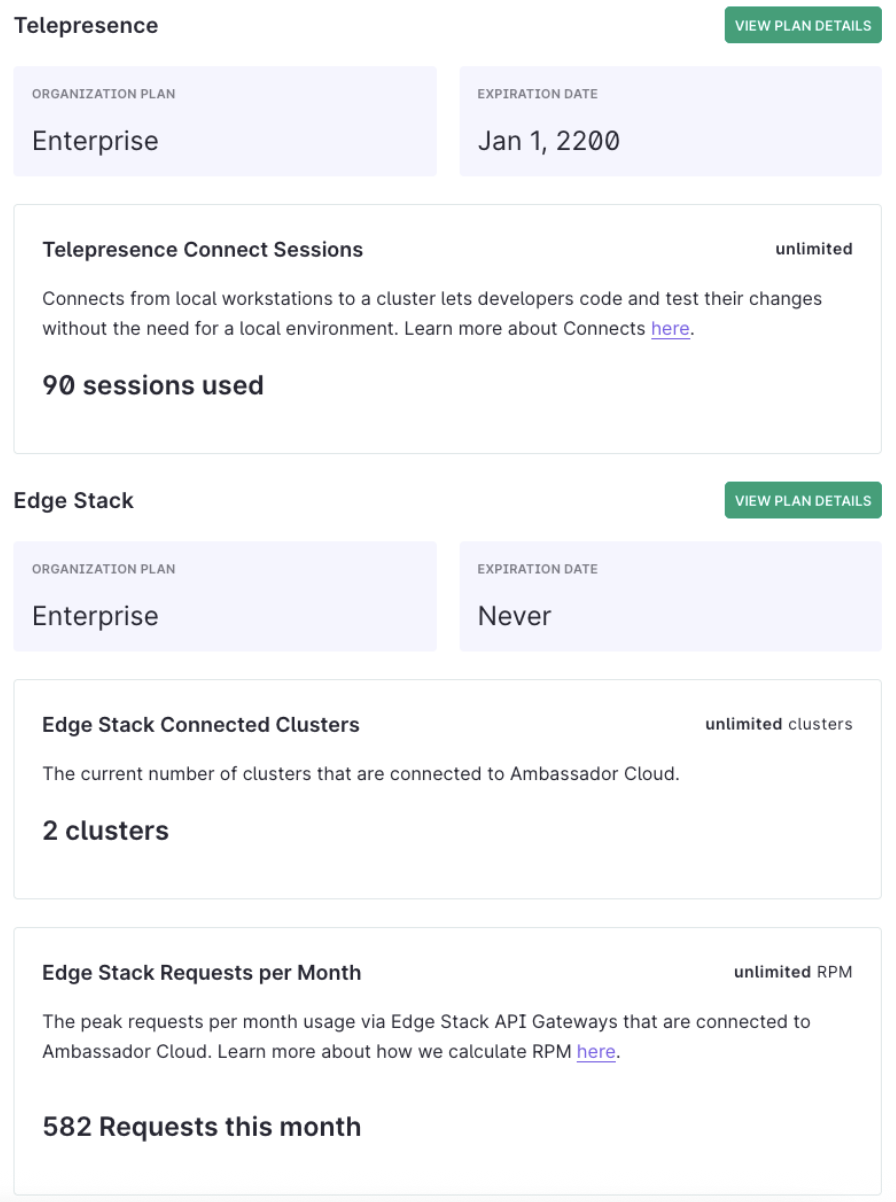 Telepresence
VIEW PLAN DETAILS
ORGANIZATION PLAN
Enterprise
EXPIRATION DATE
Jan 1, 2200
Telepresence Connect Sessions
unlimited
Connects from local workstations to a cluster lets developers code and test their changes
without the need for a local environment. Learn more about Connects here.
90 sessions used
Edge Stack
VIEW PLAN DETAILS
ORGANIZATION PLAN
Enterprise
EXPIRATION DATE
Never
Edge Stack Connected Clusters
unlimited clusters
The current number of clusters that are connected to Ambassador Cloud.
2 clusters
Edge Stack Requests per Month
unlimited RPM
The peak requests per month usage via Edge Stack API Gateways that are connected to
Ambassador Cloud. Learn more about how we calculate RPM here.
582 Requests this month